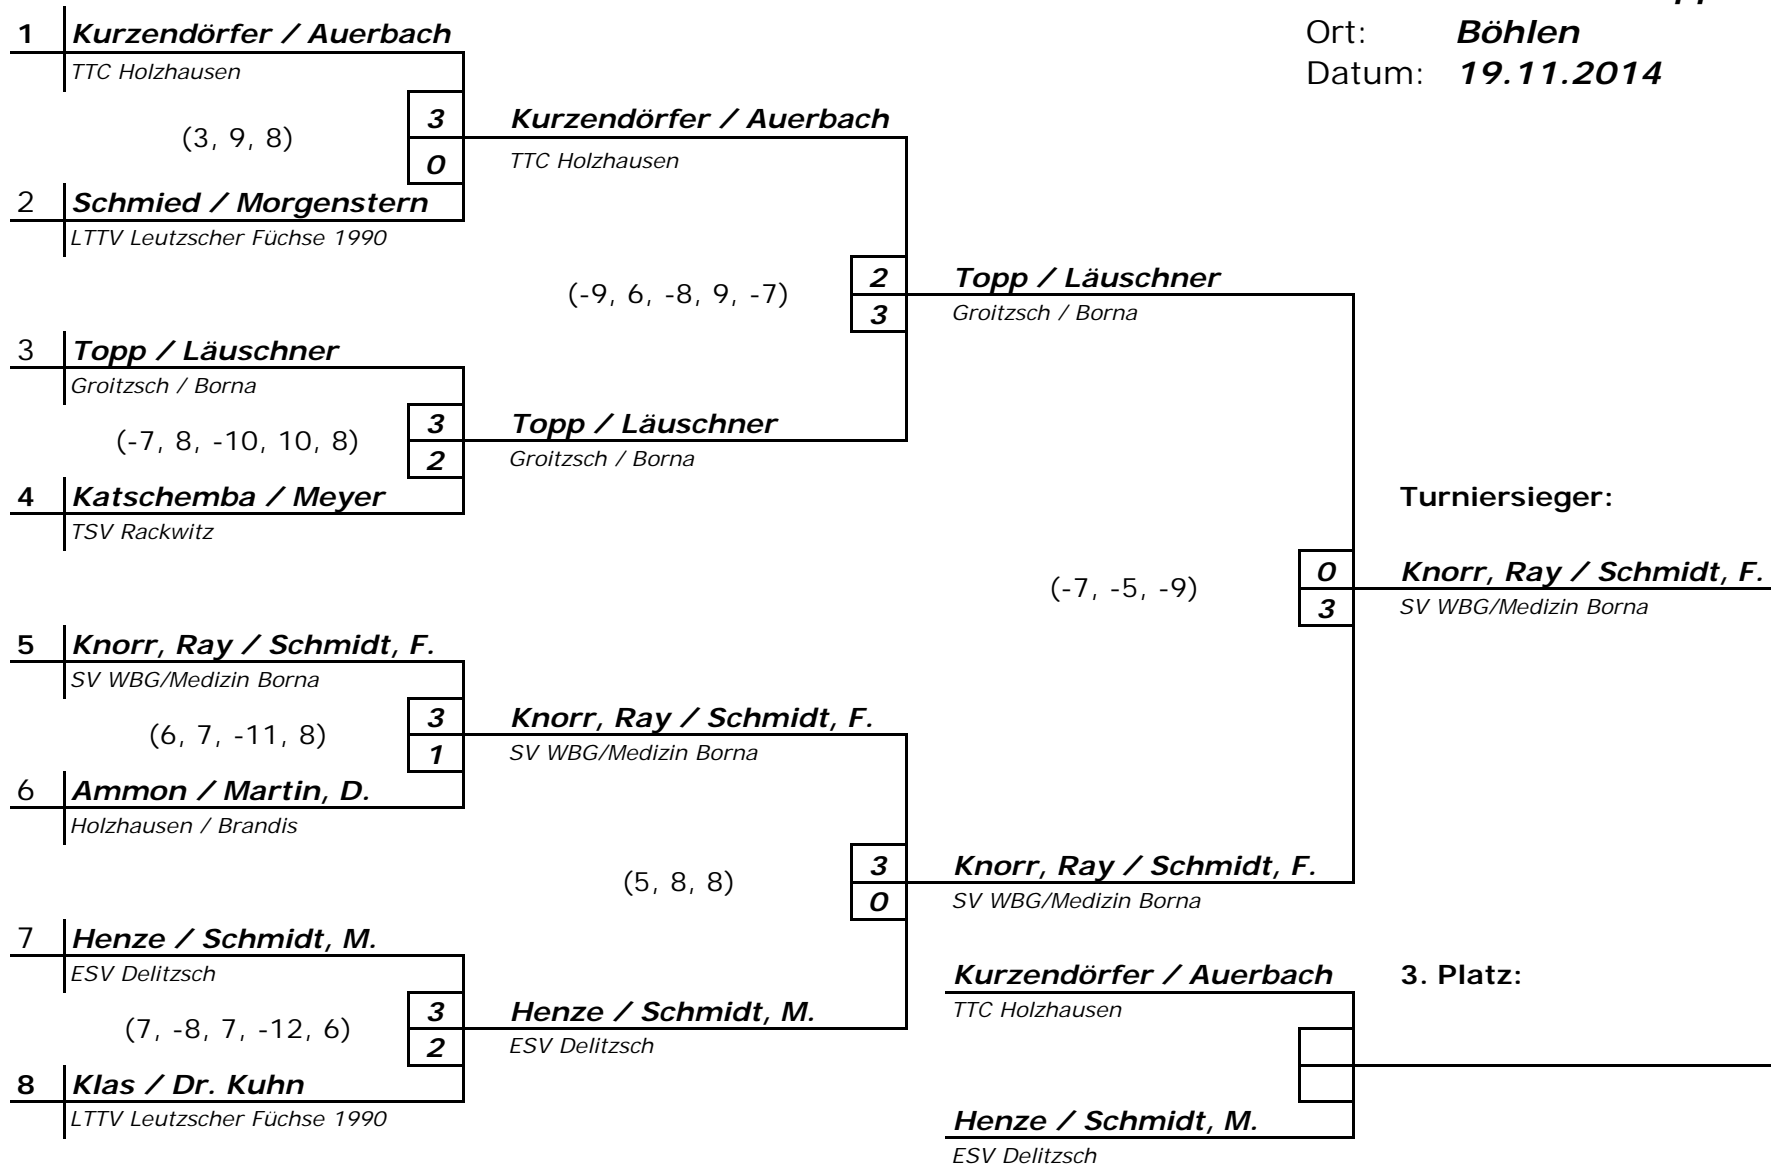 Ort: Böhlen
Datum: 19.11.2014
1 Kurzendörfer / Auerbach
TTC Holzhausen
(3, 9, 8)
3
0
2 Schmied / Morgenstern
LTTV Leutzscher Füchse 1990
3 Topp / Läuschner
Groitzsch / Borna
(-7, 8, -10, 10, 8)
3
2
4 Katschemba / Meyer
TSV Rackwitz
5 Knorr, Ray / Schmidt, F.
SV WBG/Medizin Borna
(6, 7, -11, 8)
3
1
6 Ammon / Martin, D.
Holzhausen / Brandis
7 Henze / Schmidt, M.
ESV Delitzsch
(7, -8, 7, -12, 6)
3
2
8 Klas / Dr. Kuhn
LTTV Leutzscher Füchse 1990
Kurzendörfer / Auerbach
TTC Holzhausen
(-9, 6, -8, 9, -7)
2
3
Topp / Läuschner
Groitzsch / Borna
Knorr, Ray / Schmidt, F.
SV WBG/Medizin Borna
(5, 8, 8)
3
0
Henze / Schmidt, M.
ESV Delitzsch
Topp / Läuschner
Groitzsch / Borna
(-7, -5, -9)
0
3
Knorr, Ray / Schmidt, F.
SV WBG/Medizin Borna
Turniersieger:
Knorr, Ray / Schmidt, F.
SV WBG/Medizin Borna
Kurzendörfer / Auerbach
TTC Holzhausen
3. Platz:
Henze / Schmidt, M.
ESV Delitzsch